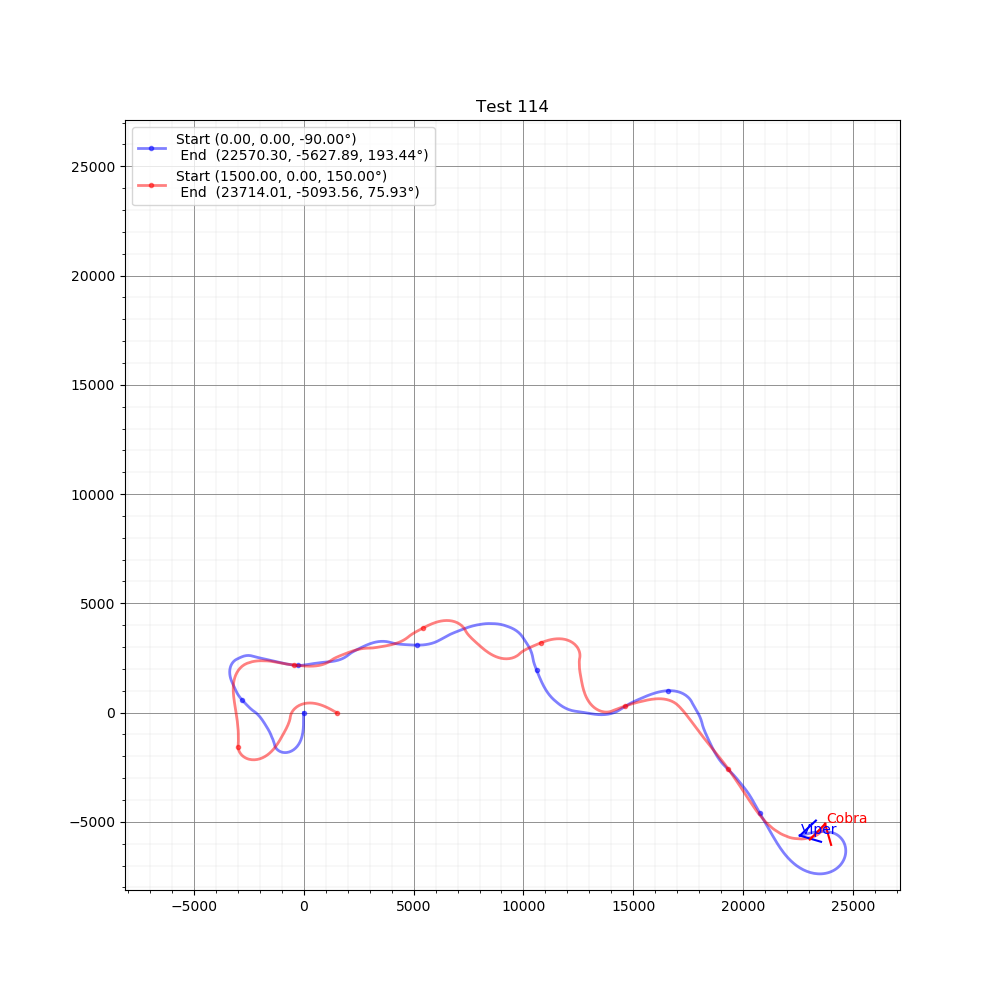 Test 114
Start (0.00, 0.00, -90.00°)
End (22570.30, -5627.89, 193.44°)
Start (1500.00, 0.00, 150.00°)
End (23714.01, -5093.56, 75.93°)
25000
20000
15000
10000
5000
0
−5000
Cobra
Viper
−5000 0 5000 10000 15000 20000 25000